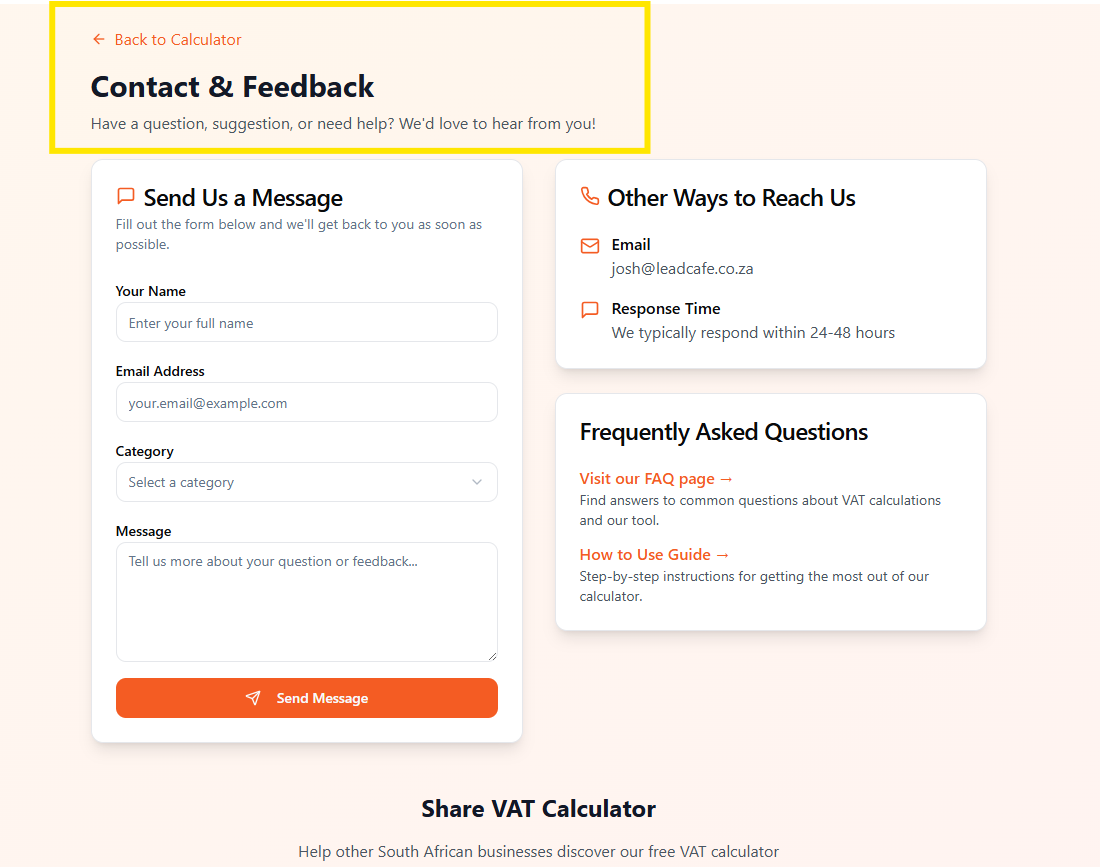 ← Back to Calculator
Contact & Feedback
Have a question, suggestion, or need help? We'd love to hear from you!
Send Us a Message
Fill out the form below and we'll get back to you as soon as
possible.
Your Name
Enter your full name
Email Address
your.email@example.com
Category
Select a category
Message
Tell us more about your question or feedback...
Send Message
Other Ways to Reach Us
Email
josh@leadcafe.co.za
Response Time
We typically respond within 24-48 hours
Frequently Asked Questions
Visit our FAQ page →
Find answers to common questions about VAT calculations
and our tool.
How to Use Guide →
Step-by-step instructions for getting the most out of our
calculator.
Share VAT Calculator
Help other South African businesses discover our free VAT calculator